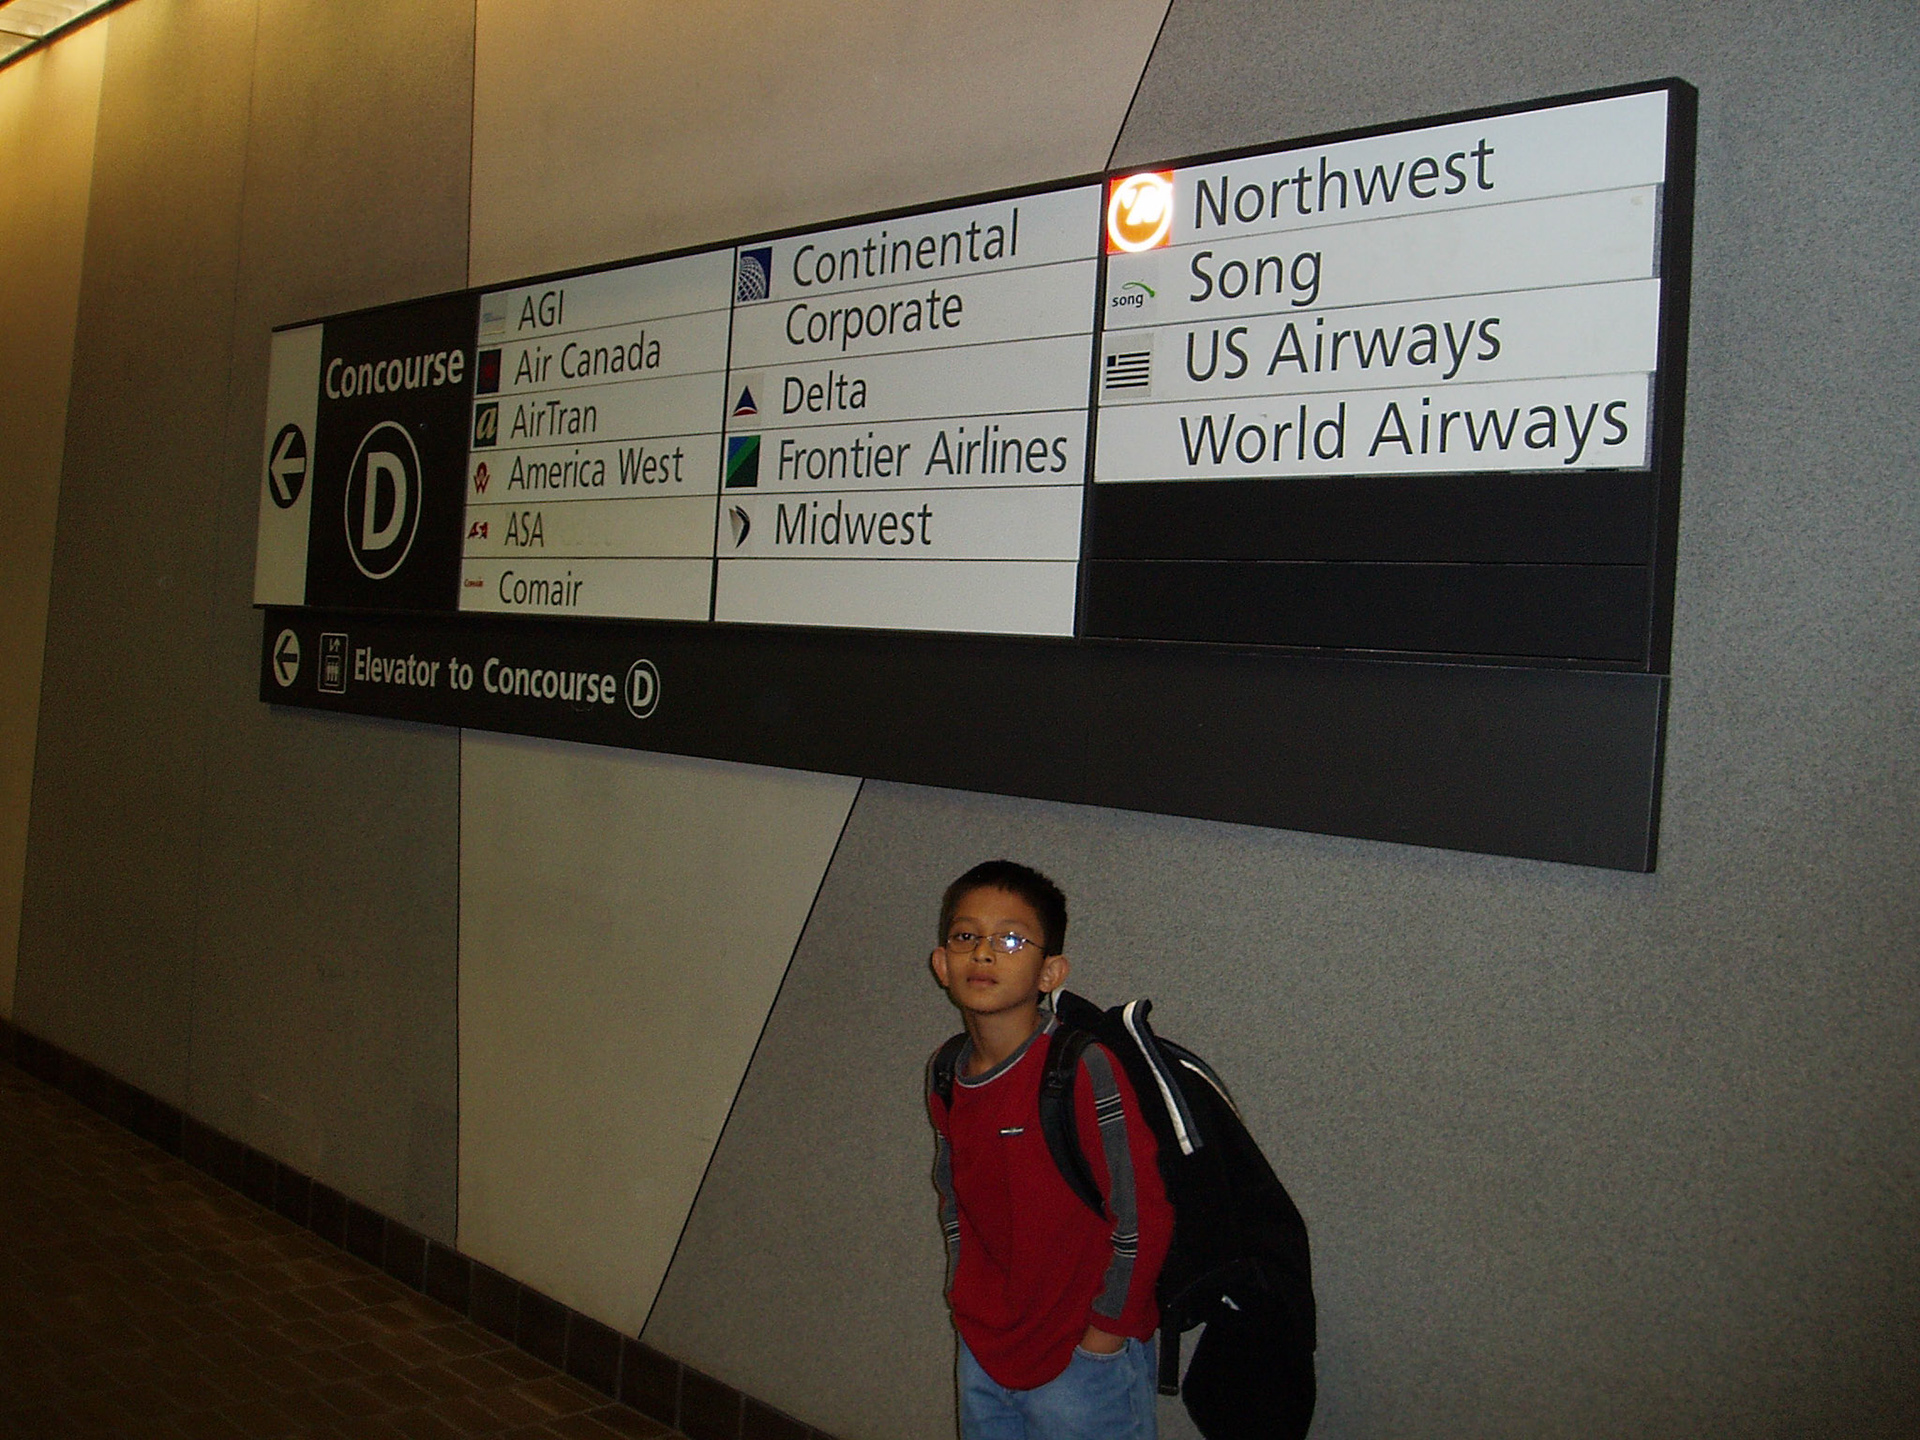 Concourse
D
AGI
Air Canada
AirTran
America West
ASA
Comair
Continental
Corporate
Delta
Frontier Airlines
Midwest
Northwest
song
Song
US Airways
World Airways
Elevator to Concourse D